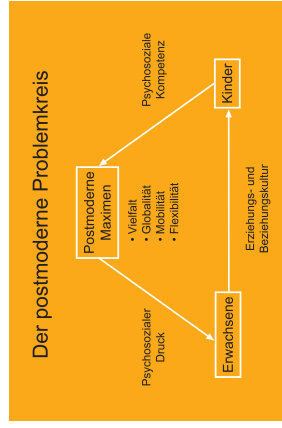 Der postmoderne Problemkreis
Postmoderne
Maximen
• Vielfalt
• Globalität
• Mobilität
• Flexibilität
Psychosozialer
Druck
Psychosoziale
Kompetenz
Erwachsene
Kinder
Erziehungs- und
Beziehungskultur